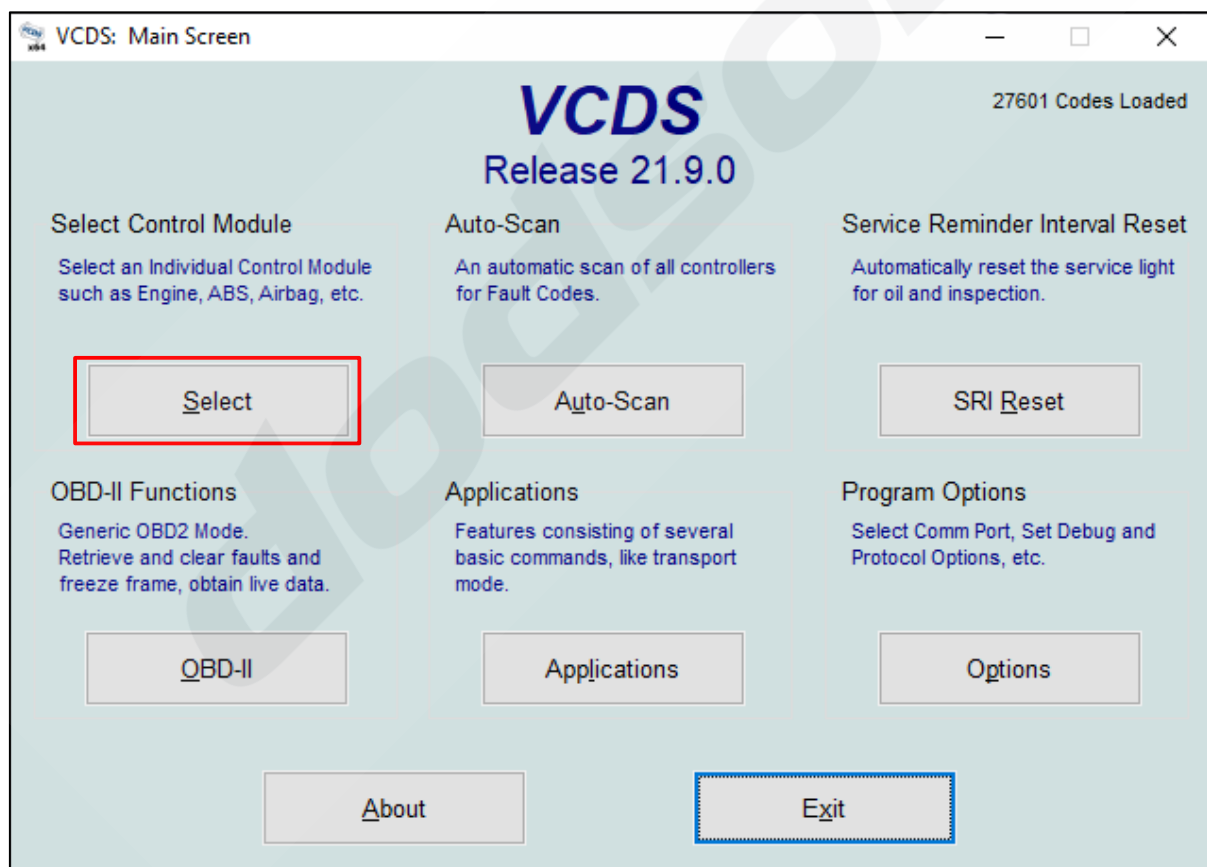 VCDS: Main Screen
VCDS
Release 21.9.0
27601 Codes Loaded
Select Control Module
Select an Individual Control Module
such as Engine, ABS, Airbag, etc.
Select
Auto-Scan
An automatic scan of all controllers
for Fault Codes.
Auto-Scan
Service Reminder Interval Reset
Automatically reset the service light
for oil and inspection.
SRI Reset
OBD-II Functions
Generic OBD2 Mode.
Retrieve and clear faults and
freeze frame, obtain live data.
OBD-II
Applications
Features consisting of several
basic commands, like transport
mode.
Applications
Program Options
Select Comm Port, Set Debug and
Protocol Options, etc.
Options
About
Exit